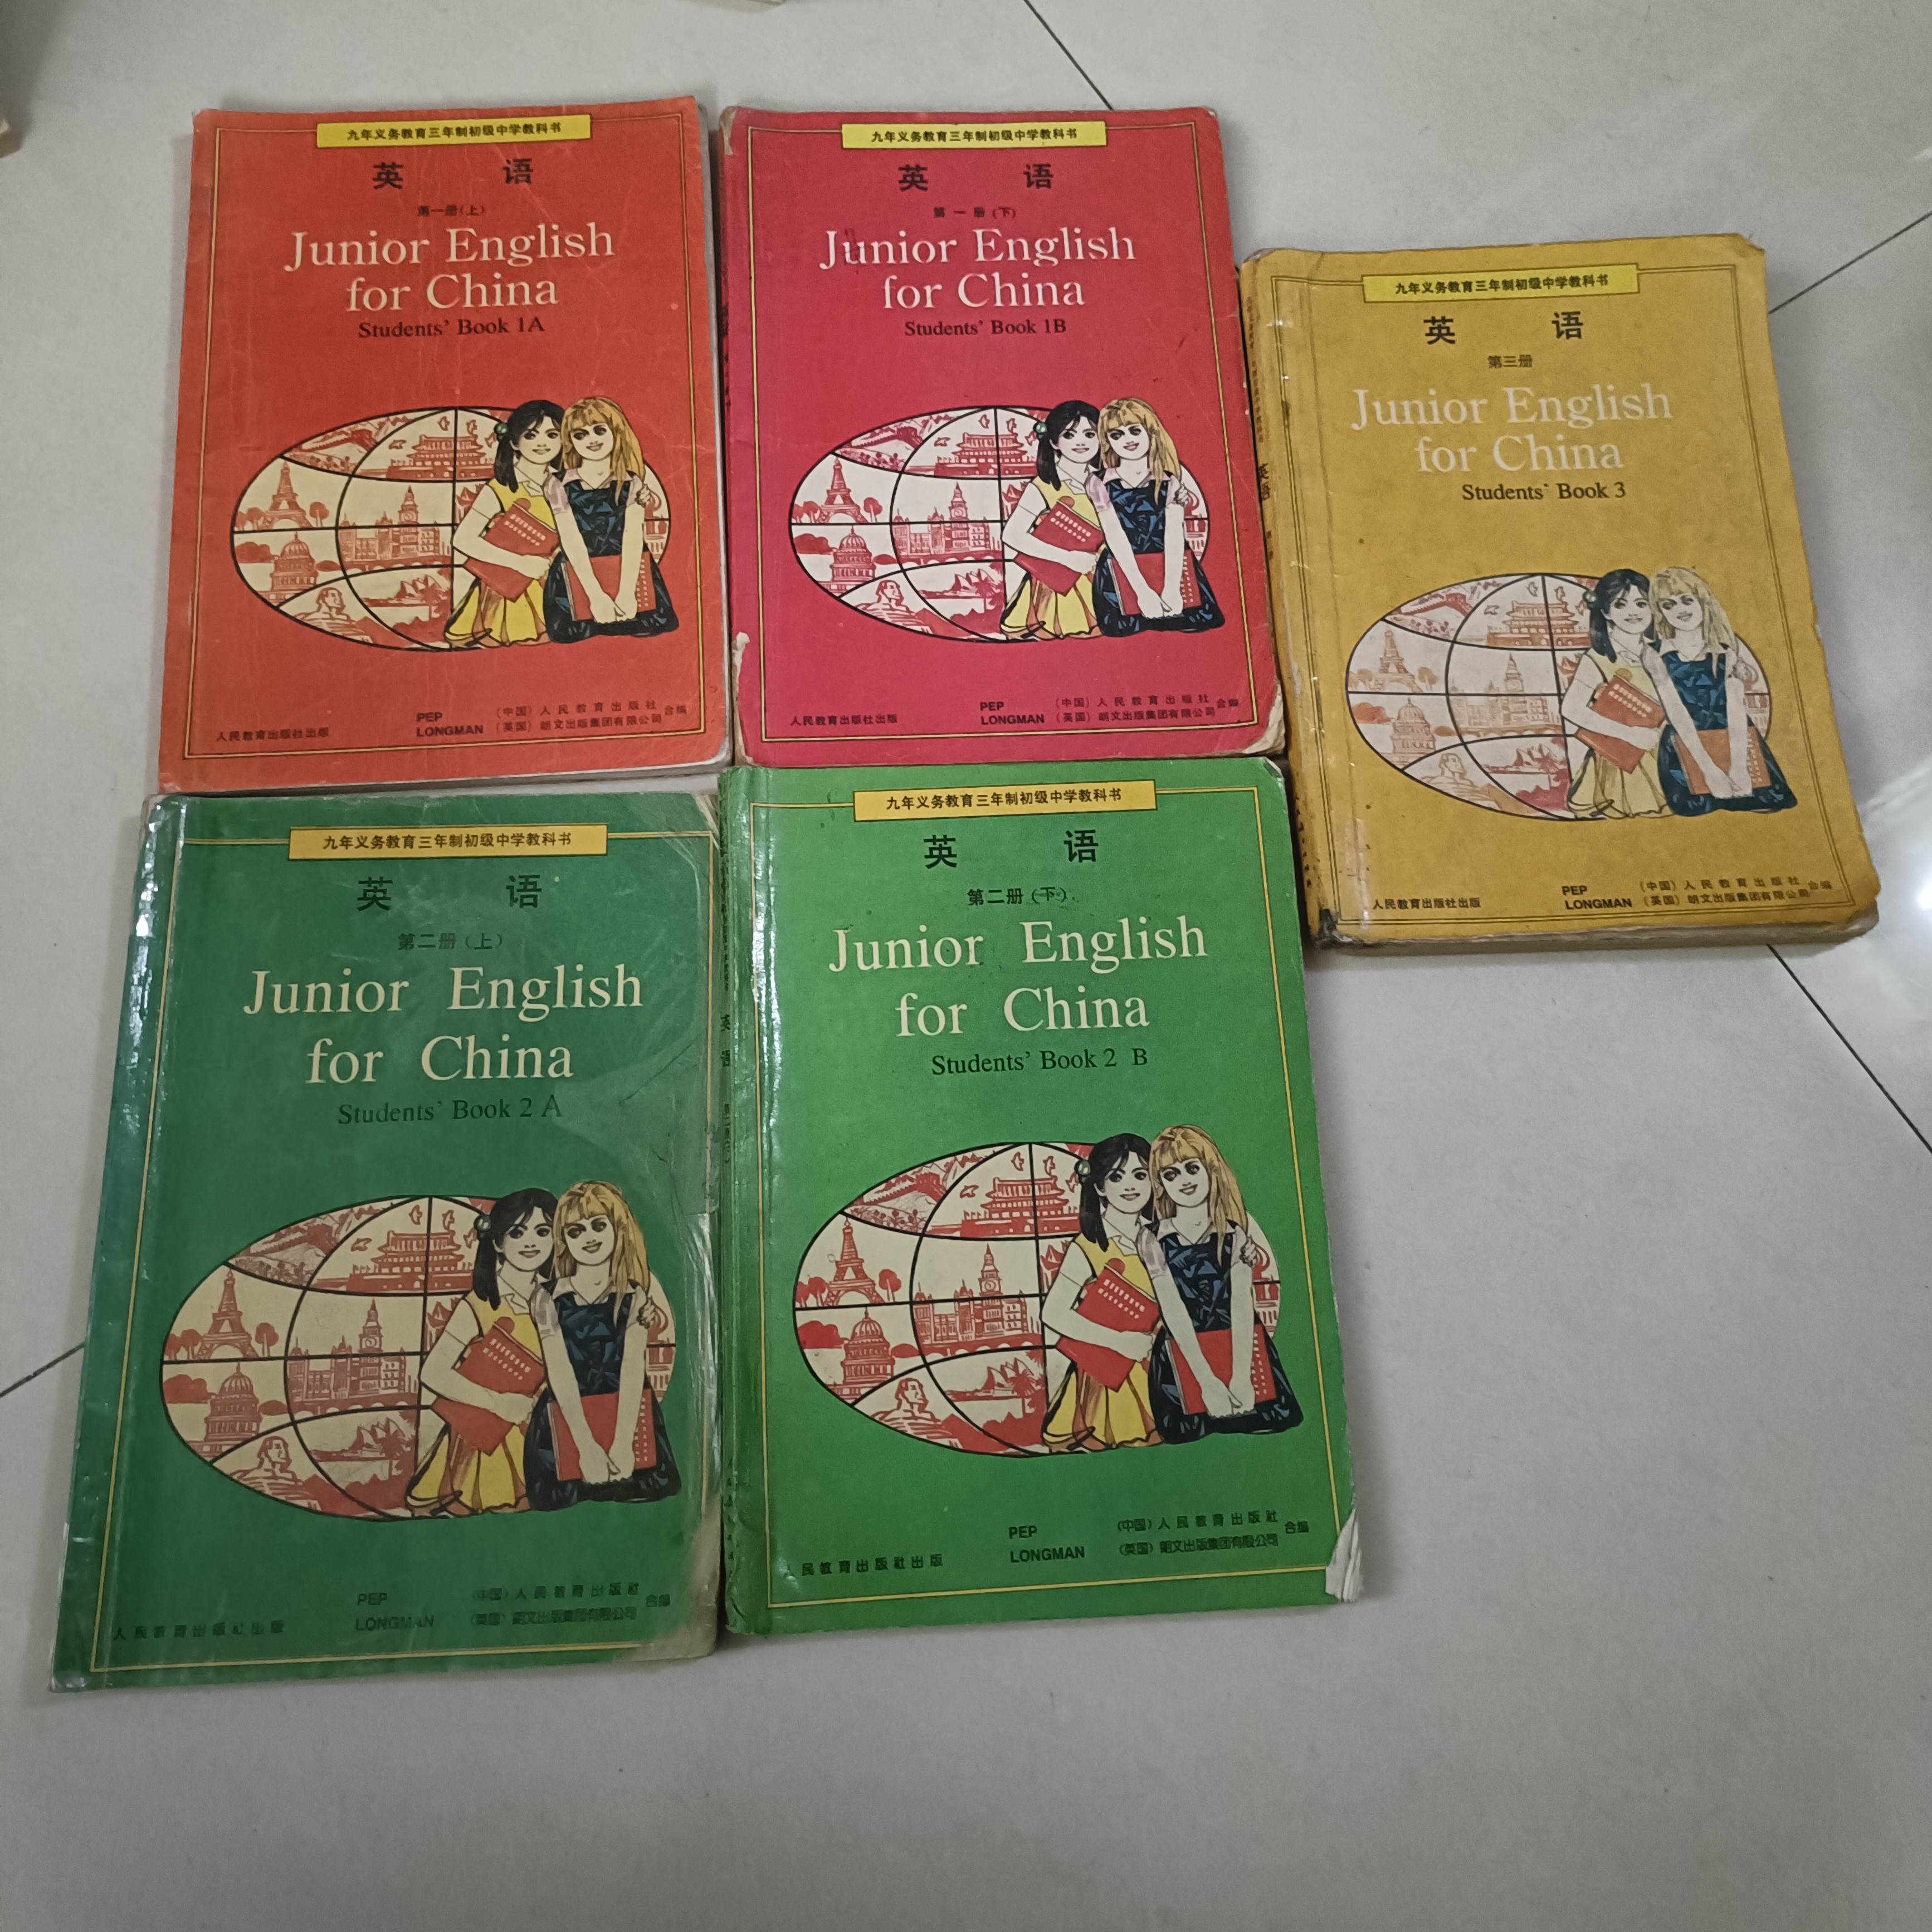 九年义务教育三年制初级中学教科书
英 语
第一册(上)
Junior English
for China
Students' Book 1A
人民教育出版社出版
PEP
LONGMAN
(中国) 人民教育出版社
(英国) 朗文出版集团有限公司
合编
九年义务教育三年制初级中学教科书
英 语
第一册(下)
Junior English
for China
Students' Book 1B
人民教育出版社出版
PEP
LONGMAN
(中国) 人民教育出版社
(英国) 朗文出版集团有限公司
合编
九年义务教育三年制初级中学教科书
英 语
第三册
Junior English
for China
Students' Book 3
人民教育出版社出版
PEP
LONGMAN
(中国) 人民教育出版社
(英国) 朗文出版集团有限公司
合编
英语
九年义务教育三年制初级中学教科书
英 语
第二册(上)
Junior English
for China
Students' Book 2 A
人民教育出版社出版
PEP
LONGMAN
(中国) 人民教育出版社
(英国) 朗文出版集团有限公司
合编
九年义务教育三年制初级中学教科书
英 语
第二册(下)
Junior English
for China
Students' Book 2 B
人民教育出版社出版
PEP
LONGMAN
(中国) 人民教育出版社
(英国) 朗文出版集团有限公司
合编
英语